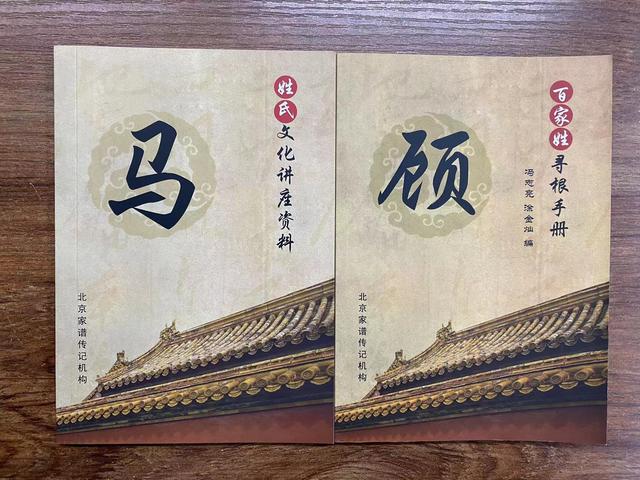 马
姓氏文化讲座资料
北京家谱传记机构
顾
百家姓寻根手册
冯志亮 涂金灿 编
北京家谱传记机构